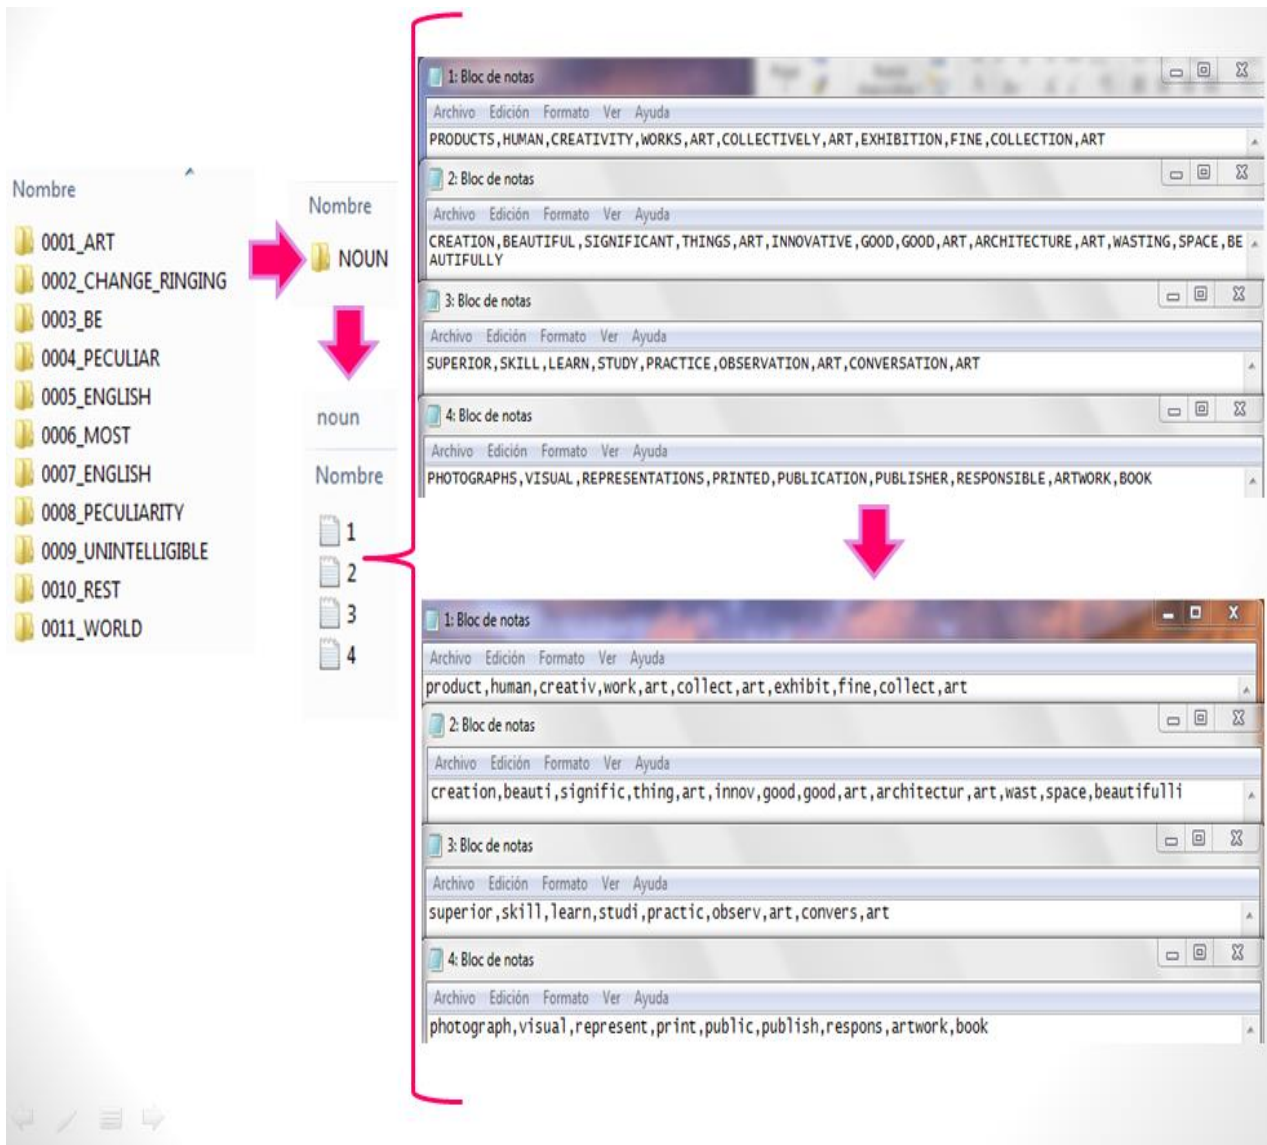 Nombre
0001_ART
0002_CHANGE_RINGING
0003_BE
0004_PECULIAR
0005_ENGLISH
0006_MOST
0007_ENGLISH
0008_PECULIARITY
0009_UNINTELLIGIBLE
0010_REST
0011_WORLD
Nombre
NOUN
noun
Nombre
1
2
3
4
1: Bloc de notas
Archivo Edición Formato Ver Ayuda
PRODUCTS,HUMAN,CREATIVITY,WORKS,ART,COLLECTIVELY,ART,EXHIBITION,FINE,COLLECTION,ART
2: Bloc de notas
Archivo Edición Formato Ver Ayuda
CREATION,BEAUTIFUL,SIGNIFICANT,THINGS,ART,INNOVATIVE,GOOD,GOOD,ART,ARCHITECTURE,ART,WASTING,SPACE,BE
AUTIFULLY
3: Bloc de notas
Archivo Edición Formato Ver Ayuda
SUPERIOR,SKILL,LEARN,STUDY,PRACTICE,OBSERVATION,ART,CONVERSATION,ART
4: Bloc de notas
Archivo Edición Formato Ver Ayuda
PHOTOGRAPHS,VISUAL,REPRESENTATIONS,PRINTED,PUBLICATION,PUBLISHER,RESPONSIBLE,ARTWORK,BOOK
1: Bloc de notas
Archivo Edición Formato Ver Ayuda
product,human,creativ,work,art,collect,art,exhibit,fine,collect,art
2: Bloc de notas
Archivo Edición Formato Ver Ayuda
creation,beauti,signific,thing,art,innov,good,good,art,architectur,art,wast,space,beautifulli
3: Bloc de notas
Archivo Edición Formato Ver Ayuda
superior,skill,learn,studi,practic,observ,art,convers,art
4: Bloc de notas
Archivo Edición Formato Ver Ayuda
photograph,visual,represent,print,public,publish,respons,artwork,book